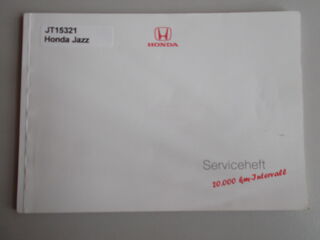 JT15321
Honda Jazz
HONDA
Serviceheft
20.000 km-Intervall